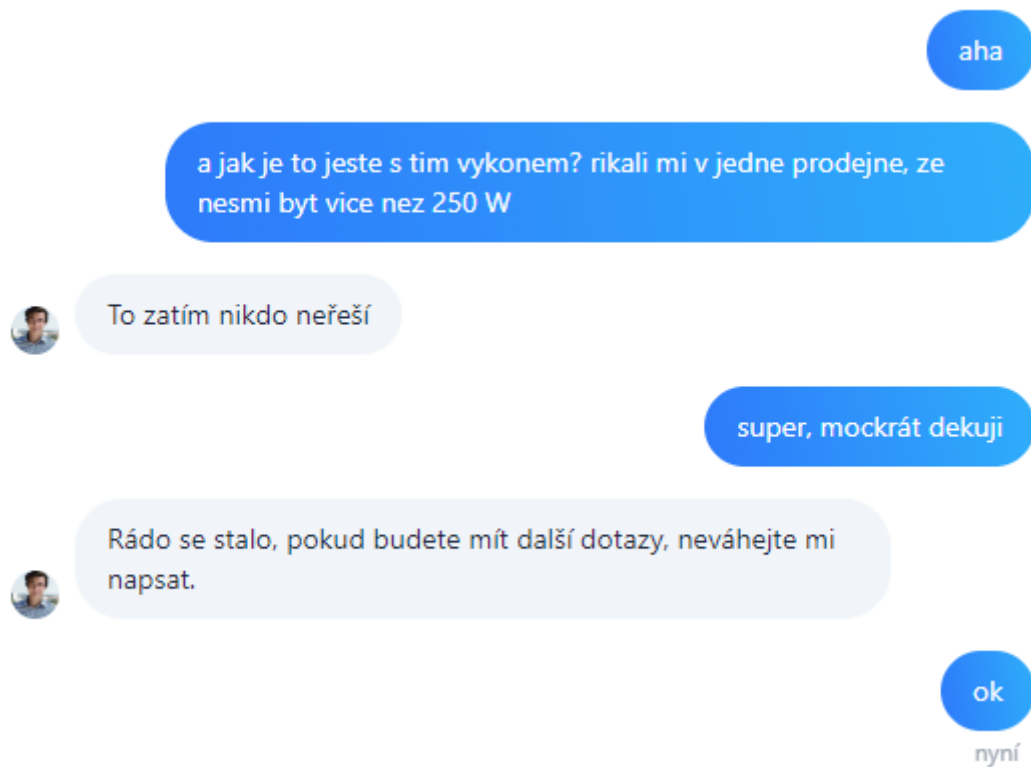 aha
a jak je to jeste s tim vykonem? rikali mi v jedne prodejne, ze
nesmi byt vice nez 250 W
To zatím nikdo neřeší
super, mockrát dekuji
Rádo se stalo, pokud budete mít další dotazy, neváhejte mi
napsat.
ok
nyní